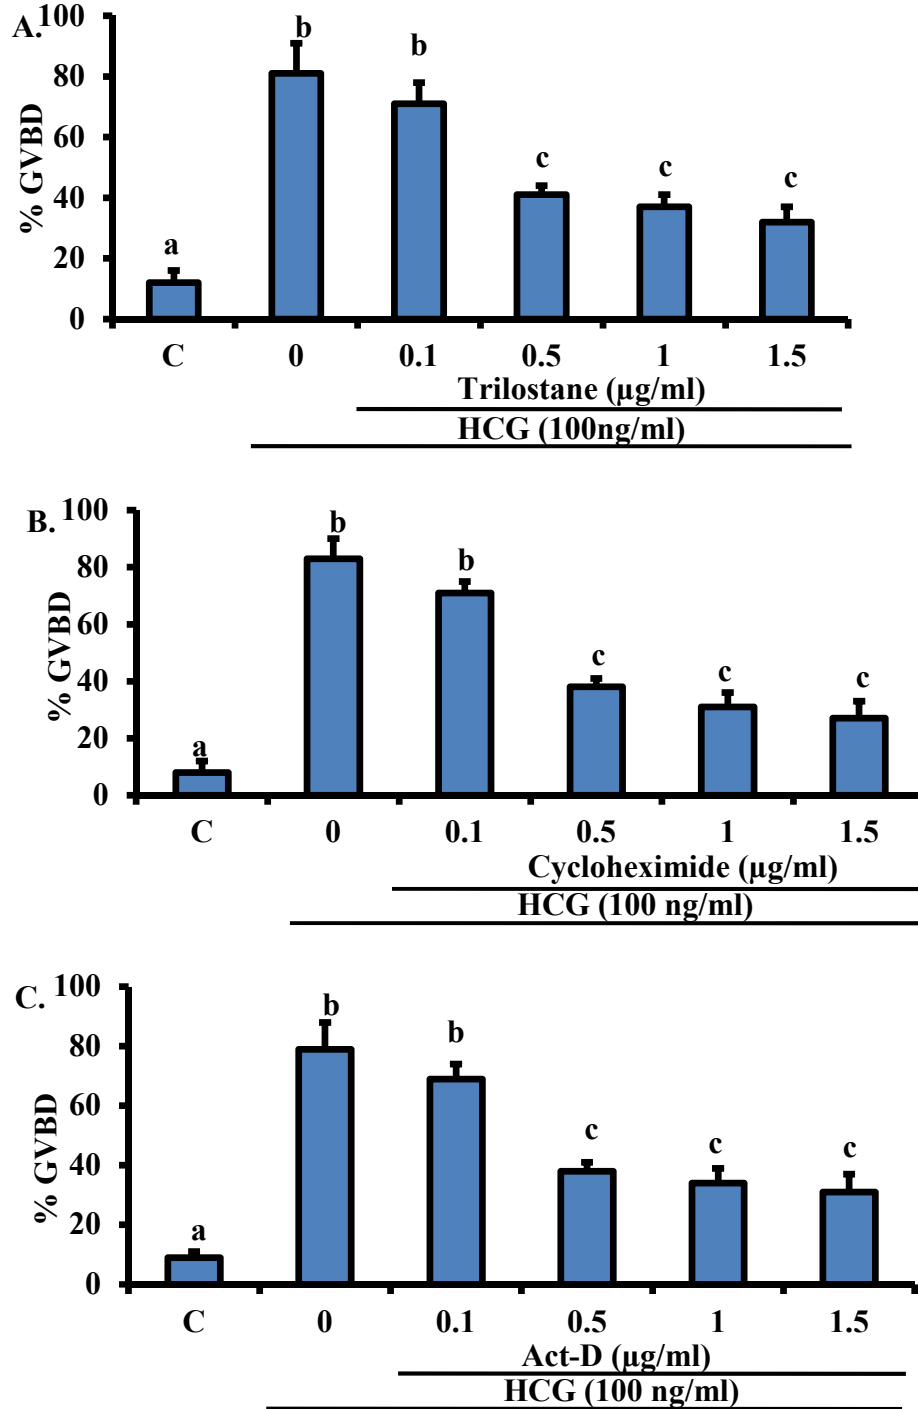 A.
% GVBD
100
80
60
40
20
0
a
b
b
c
c
c
C 0 0.1 0.5 1 1.5
Trilostane (µg/ml)
HCG (100ng/ml)
B.
% GVBD
100
80
60
40
20
0
a
b
b
c
c
c
C 0 0.1 0.5 1 1.5
Cycloheximide (µg/ml)
HCG (100 ng/ml)
C.
% GVBD
100
80
60
40
20
0
a
b
b
c
c
c
C 0 0.1 0.5 1 1.5
Act-D (µg/ml)
HCG (100 ng/ml)